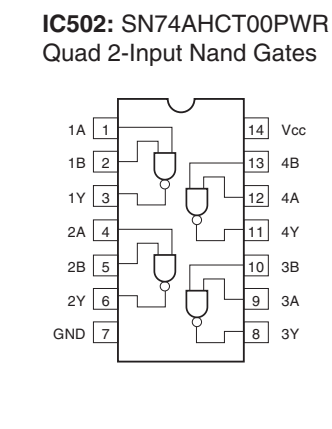 IC502: SN74AHCT00PWR
Quad 2-Input Nand Gates
1A 1 14 Vcc
1B 2 13 4B
1Y 3 12 4A
2A 4 11 4Y
2B 5 10 3B
2Y 6 9 3A
GND 7 8 3Y